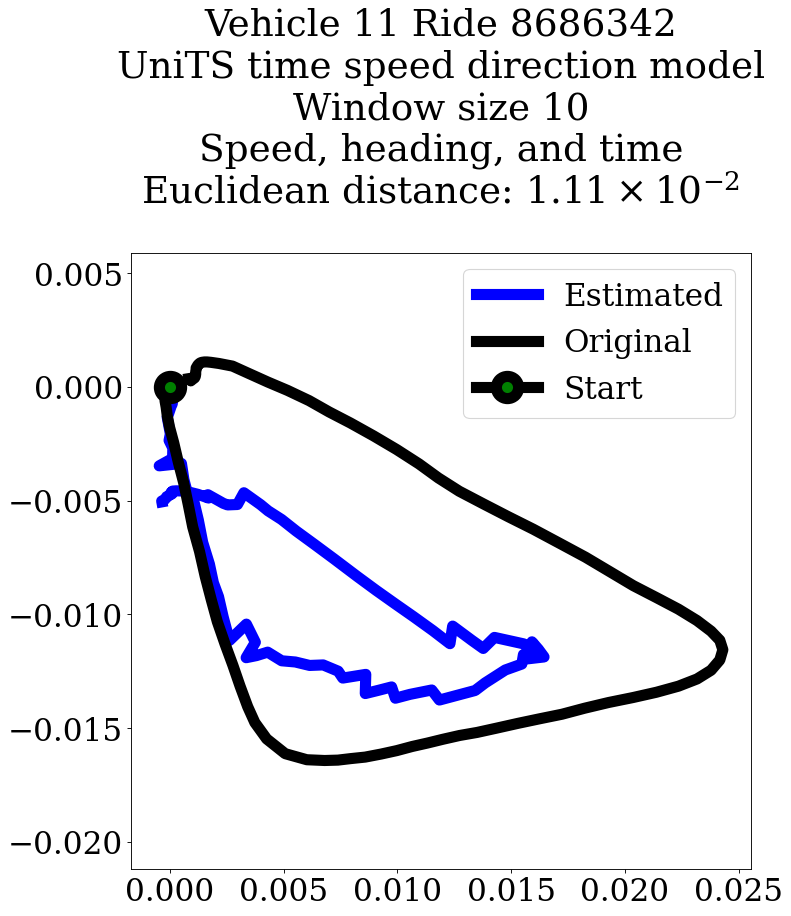 Vehicle 11 Ride 8686342
UniTS time speed direction model
Window size 10
Speed, heading, and time
Euclidean distance: 1.11 × 10⁻²
Estimated
Original
Start
0.005
0.000
−0.005
−0.010
−0.015
−0.020
0.000 0.005 0.010 0.015 0.020 0.025